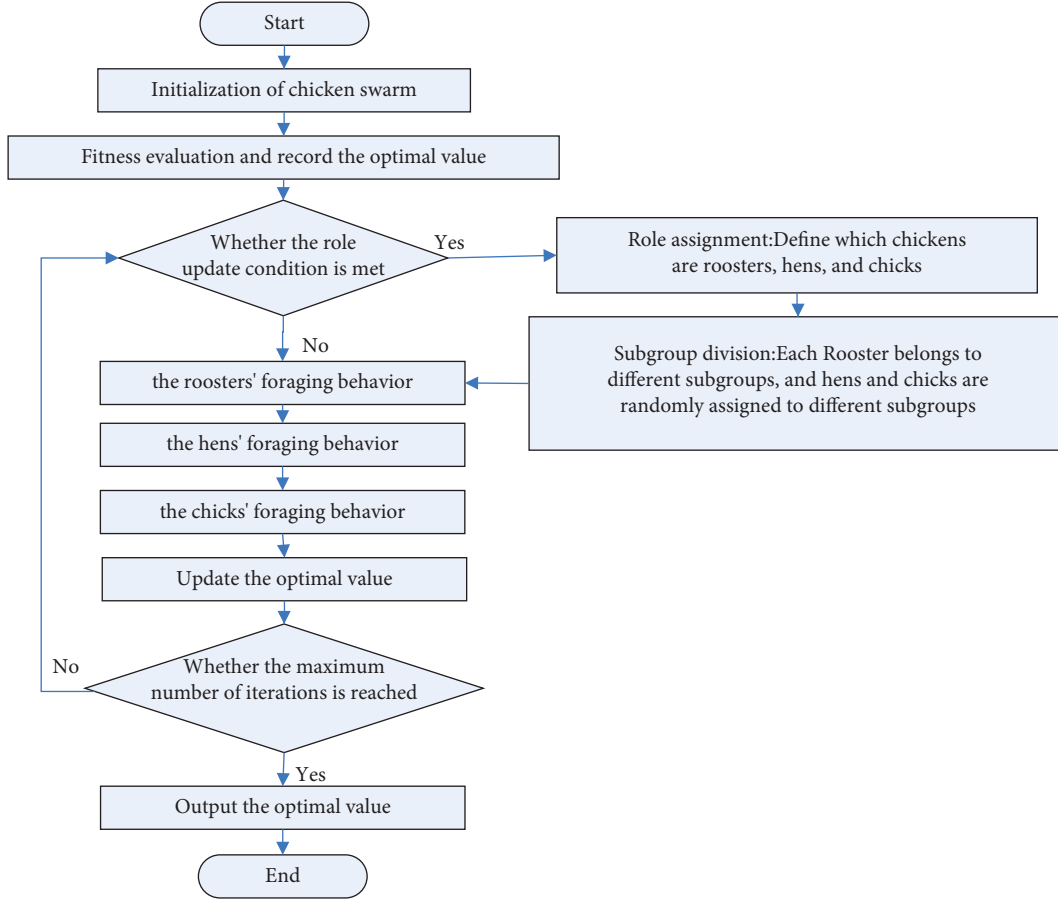 Start
Initialization of chicken swarm
Fitness evaluation and record the optimal value
Whether the role
update condition is met
Yes
Role assignment:Define which chickens
are roosters, hens, and chicks
Subgroup division:Each Rooster belongs to
different subgroups, and hens and chicks are
randomly assigned to different subgroups
No
the roosters' foraging behavior
the hens' foraging behavior
the chicks' foraging behavior
Update the optimal value
No
Whether the maximum
number of iterations is reached
Yes
Output the optimal value
End